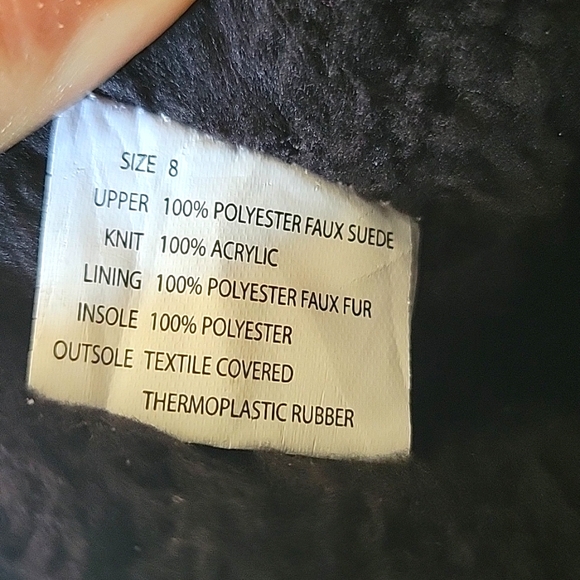 SIZE 8
UPPER 100% POLYESTER FAUX SUEDE
KNIT 100% ACRYLIC
LINING 100% POLYESTER FAUX FUR
INSOLE 100% POLYESTER
OUTSOLE TEXTILE COVERED
THERMOPLASTIC RUBBER